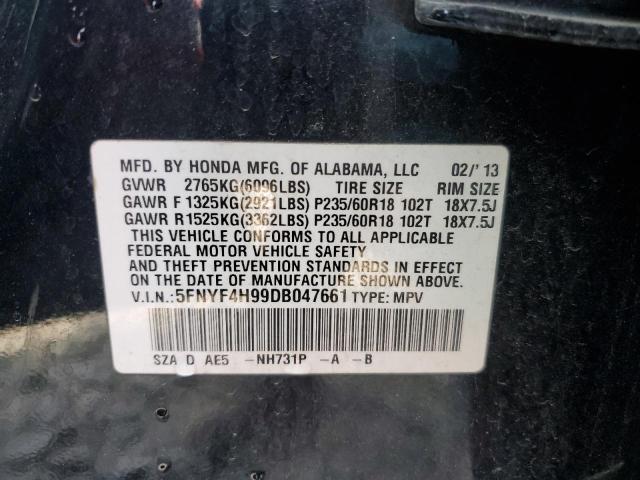 MFD. BY HONDA MFG. OF ALABAMA, LLC 02/' 13
GVWR 2765KG(6096LBS) TIRE SIZE RIM SIZE
GAWR F 1325KG(2921LBS) P235/60R18 102T 18X7.5J
GAWR R1525KG(3362LBS) P235/60R18 102T 18X7.5J
THIS VEHICLE CONFORMS TO ALL APPLICABLE
FEDERAL MOTOR VEHICLE SAFETY
AND THEFT PREVENTION STANDARDS IN EFFECT
ON THE DATE OF MANUFACTURE SHOWN ABOVE.
V.I.N.:5FNYF4H99DB047661 TYPE: MPV
SZA D AE5 -NH731P -A -B